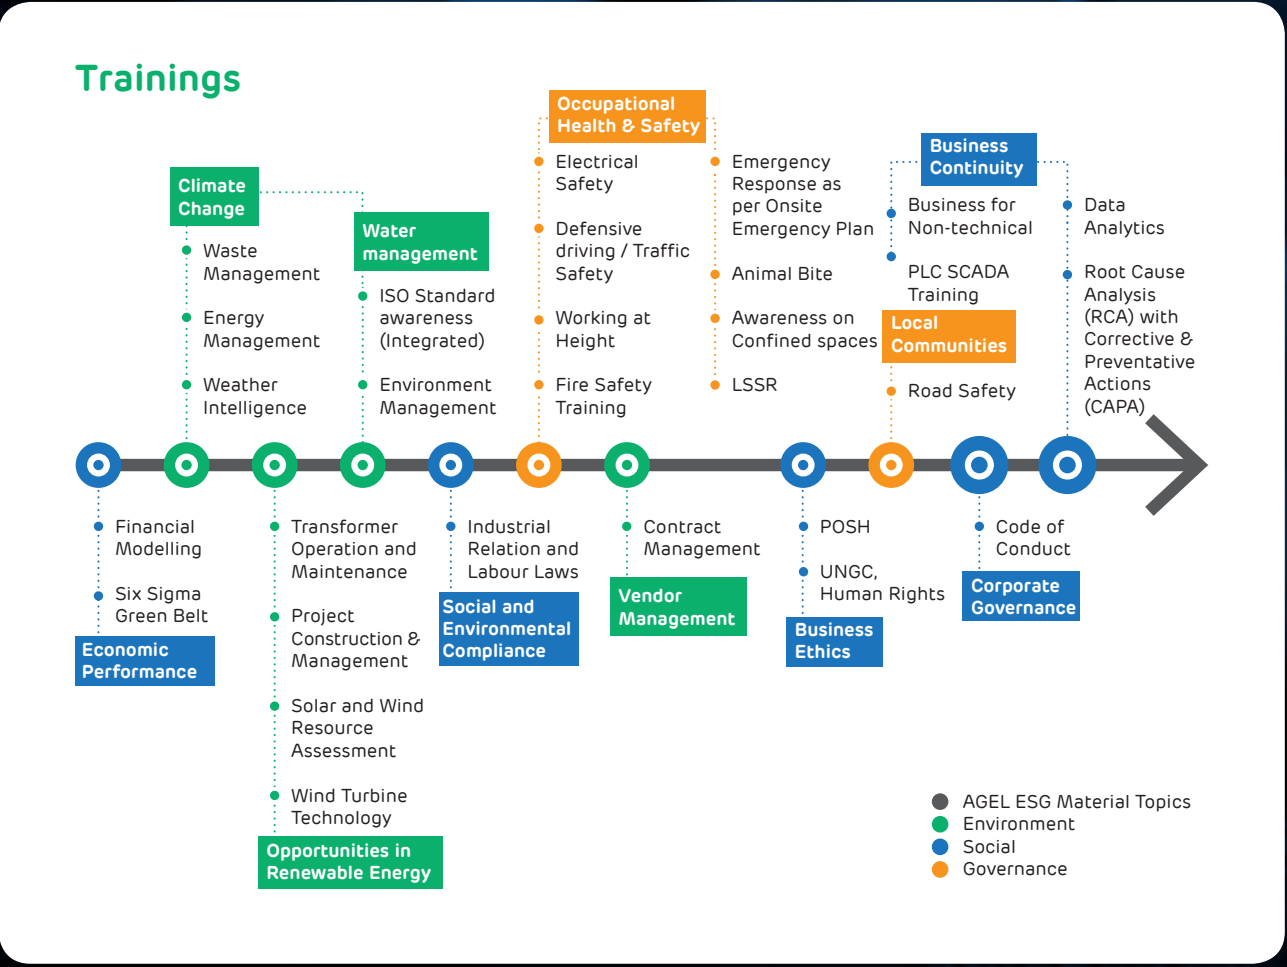 Trainings
Occupational
Health & Safety
Electrical
Safety
Defensive
driving / Traffic
Safety
Working at
Height
Fire Safety
Training
Emergency
Response as
per Onsite
Emergency Plan
Animal Bite
Awareness on
Confined spaces
LSSR
Business
Continuity
Business for
Non-technical
PLC SCADA
Training
Data
Analytics
Root Cause
Analysis
(RCA) with
Corrective &
Preventative
Actions
(CAPA)
Climate
Change
Waste
Management
Energy
Management
Weather
Intelligence
Water
management
ISO Standard
awareness
(Integrated)
Environment
Management
Local
Communities
Road Safety
Financial
Modelling
Six Sigma
Green Belt
Economic
Performance
Transformer
Operation and
Maintenance
Project
Construction &
Management
Solar and Wind
Resource
Assessment
Wind Turbine
Technology
Opportunities in
Renewable Energy
Industrial
Relation and
Labour Laws
Social and
Environmental
Compliance
Contract
Management
Vendor
Management
POSH
UNGC,
Human Rights
Business
Ethics
Code of
Conduct
Corporate
Governance
AGEL ESG Material Topics
Environment
Social
Governance